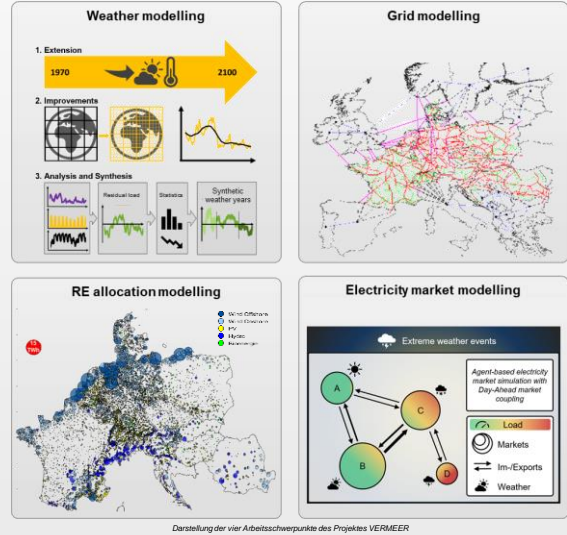 Weather modelling
1. Extension
1970
2100
2. Improvements
3. Analysis and Synthesis
Residual load
Statistics
Synthetic
weather years
Grid modelling
RE allocation modelling
15
TWh
Wind Offshore
Wind Onshore
PV
Hydro
Bioenergie
Electricity market modelling
Extreme weather events
A
B
C
D
Agent-based electricity
market simulation with
Day-Ahead market
coupling
Load
Markets
Im-/Exports
Weather
Darstellung der vier Arbeitsschwerpunkte des Projektes VERMEER